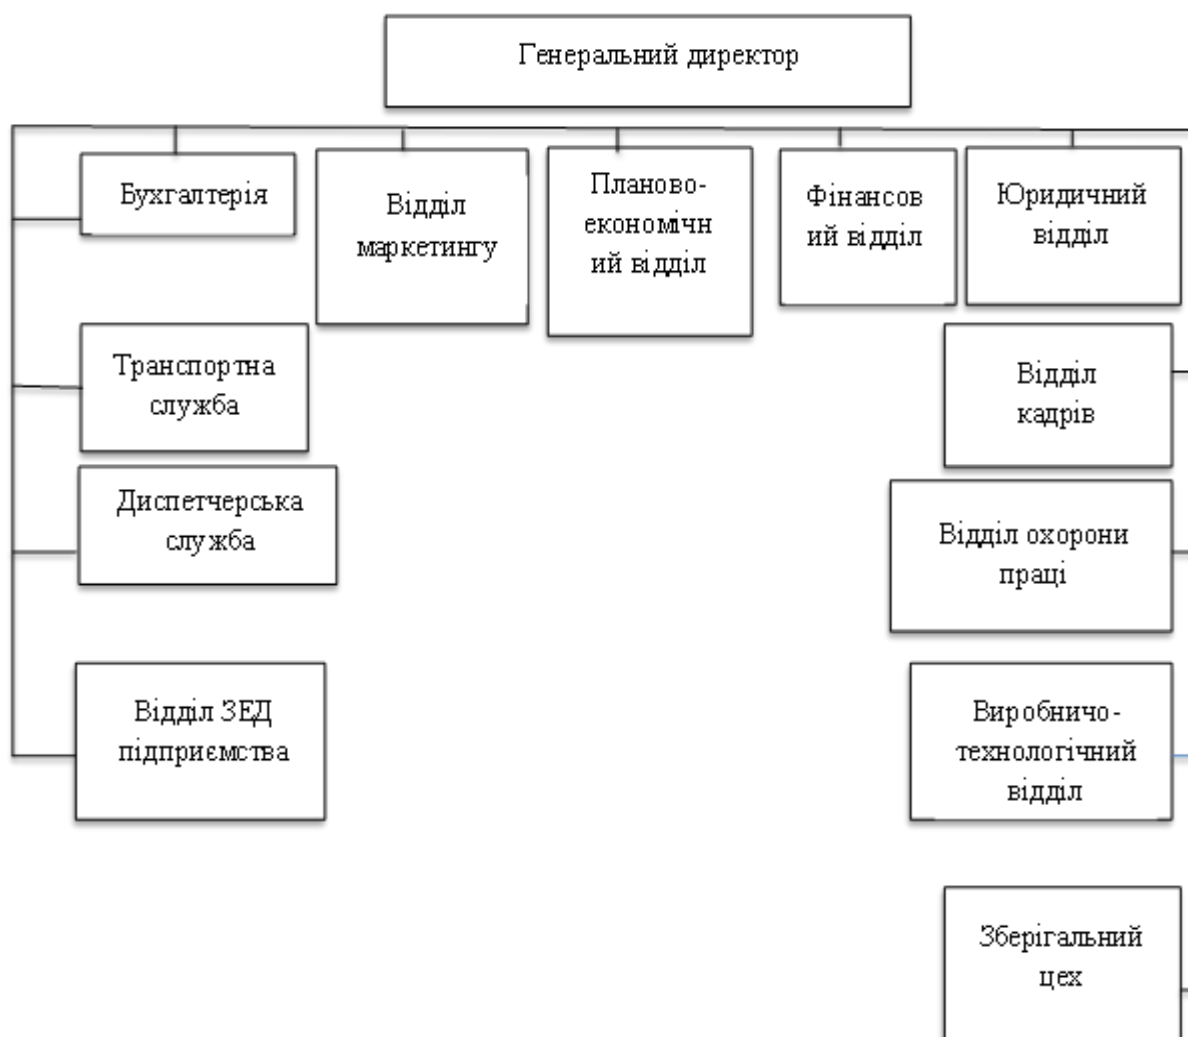 Генеральний директор
Бухгалтерія
Відділ
маркетингу
Планово-
економічн
ий відділ
Фінансов
ий відділ
Юридичний
відділ
Транспортна
служба
Відділ
кадрів
Диспетчерська
служба
Відділ охорони
праці
Відділ ЗЕД
підприємства
Виробничо-
технологічний
відділ
Зберігальний
цех